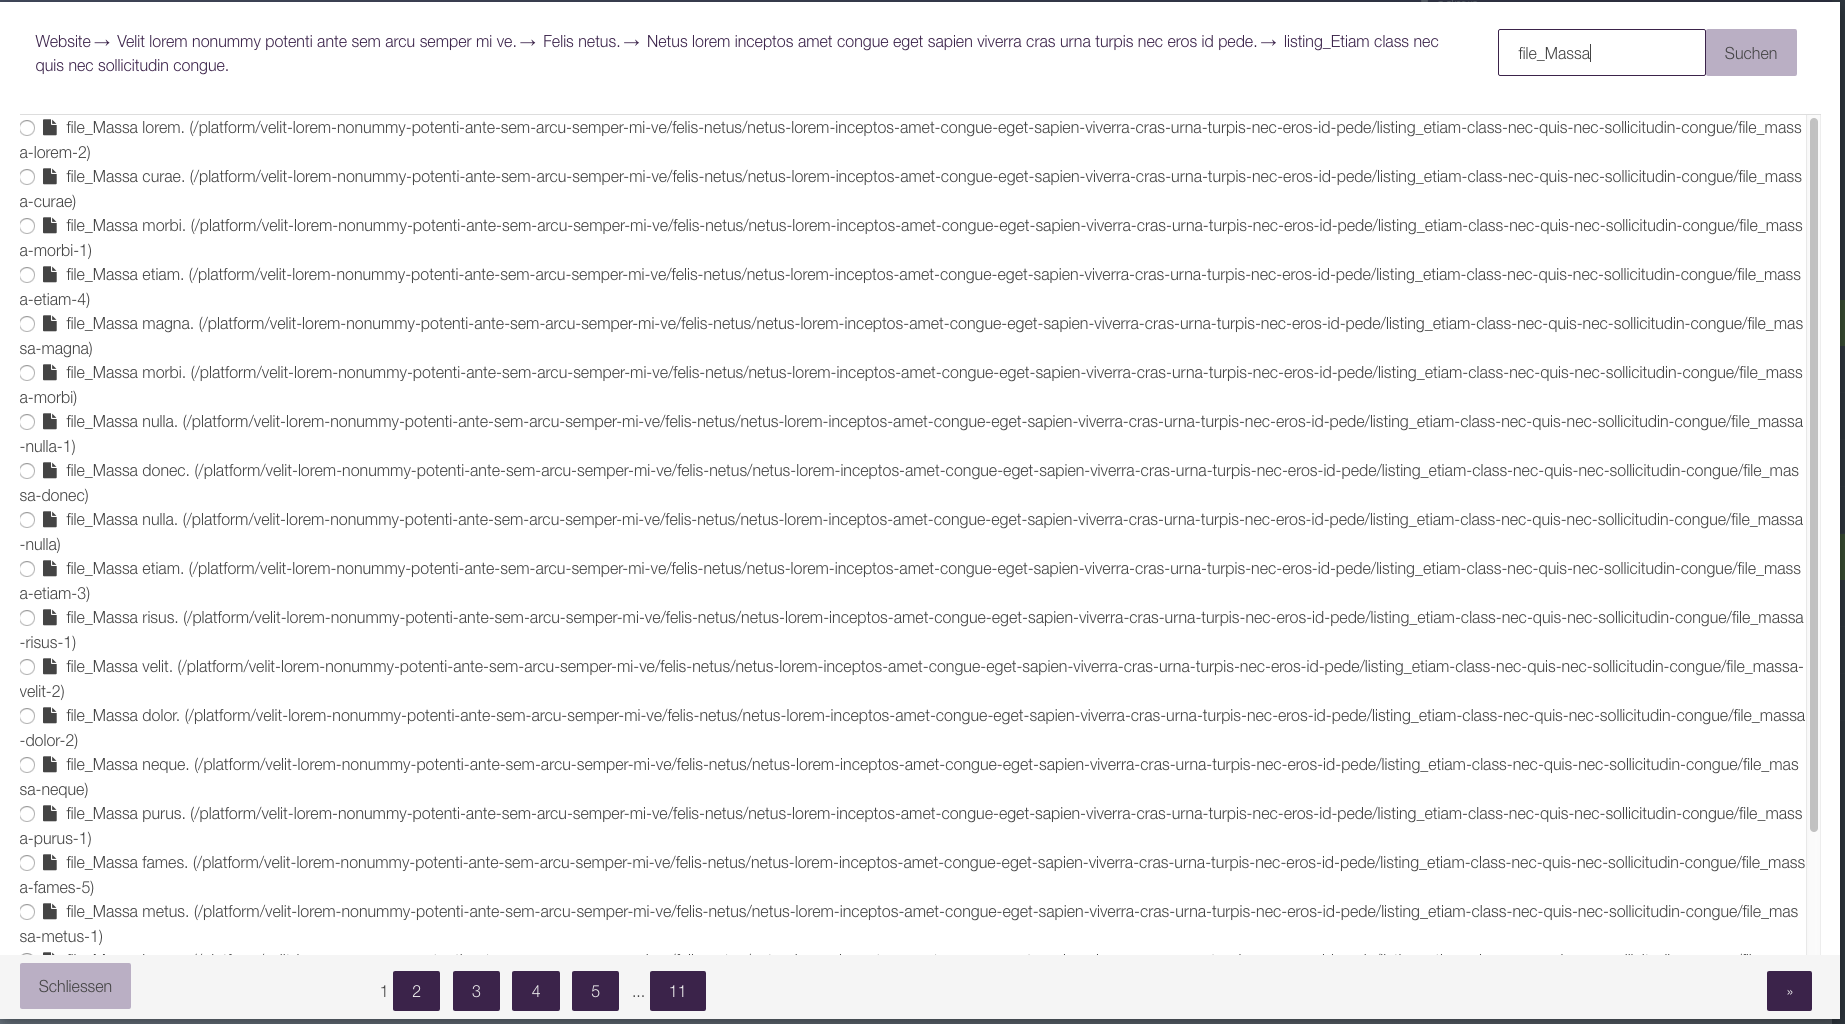 Website → Velit lorem nonummy potenti ante sem arcu semper mi ve. → Felis netus. → Netus lorem inceptos amet congue eget sapien viverra cras urna turpis nec eros id pede. → listing_Etiam class nec
quis nec sollicitudin congue.
file_Massa
Suchen
file_Massa lorem. (/platform/velit-lorem-nonummy-potenti-ante-sem-arcu-semper-mi-ve/felis-netus/netus-lorem-inceptos-amet-congue-eget-sapien-viverra-cras-urna-turpis-nec-eros-id-pede/listing_etiam-class-nec-quis-nec-sollicitudin-congue/file_mass
a-lorem-2)
file_Massa curae. (/platform/velit-lorem-nonummy-potenti-ante-sem-arcu-semper-mi-ve/felis-netus/netus-lorem-inceptos-amet-congue-eget-sapien-viverra-cras-urna-turpis-nec-eros-id-pede/listing_etiam-class-nec-quis-nec-sollicitudin-congue/file_mass
a-curae)
file_Massa morbi. (/platform/velit-lorem-nonummy-potenti-ante-sem-arcu-semper-mi-ve/felis-netus/netus-lorem-inceptos-amet-congue-eget-sapien-viverra-cras-urna-turpis-nec-eros-id-pede/listing_etiam-class-nec-quis-nec-sollicitudin-congue/file_mass
a-morbi-1)
file_Massa etiam. (/platform/velit-lorem-nonummy-potenti-ante-sem-arcu-semper-mi-ve/felis-netus/netus-lorem-inceptos-amet-congue-eget-sapien-viverra-cras-urna-turpis-nec-eros-id-pede/listing_etiam-class-nec-quis-nec-sollicitudin-congue/file_mass
a-etiam-4)
file_Massa magna. (/platform/velit-lorem-nonummy-potenti-ante-sem-arcu-semper-mi-ve/felis-netus/netus-lorem-inceptos-amet-congue-eget-sapien-viverra-cras-urna-turpis-nec-eros-id-pede/listing_etiam-class-nec-quis-nec-sollicitudin-congue/file_mas
sa-magna)
file_Massa morbi. (/platform/velit-lorem-nonummy-potenti-ante-sem-arcu-semper-mi-ve/felis-netus/netus-lorem-inceptos-amet-congue-eget-sapien-viverra-cras-urna-turpis-nec-eros-id-pede/listing_etiam-class-nec-quis-nec-sollicitudin-congue/file_mass
a-morbi)
file_Massa nulla. (/platform/velit-lorem-nonummy-potenti-ante-sem-arcu-semper-mi-ve/felis-netus/netus-lorem-inceptos-amet-congue-eget-sapien-viverra-cras-urna-turpis-nec-eros-id-pede/listing_etiam-class-nec-quis-nec-sollicitudin-congue/file_massa
-nulla-1)
file_Massa donec. (/platform/velit-lorem-nonummy-potenti-ante-sem-arcu-semper-mi-ve/felis-netus/netus-lorem-inceptos-amet-congue-eget-sapien-viverra-cras-urna-turpis-nec-eros-id-pede/listing_etiam-class-nec-quis-nec-sollicitudin-congue/file_mas
sa-donec)
file_Massa nulla. (/platform/velit-lorem-nonummy-potenti-ante-sem-arcu-semper-mi-ve/felis-netus/netus-lorem-inceptos-amet-congue-eget-sapien-viverra-cras-urna-turpis-nec-eros-id-pede/listing_etiam-class-nec-quis-nec-sollicitudin-congue/file_massa
-nulla)
file_Massa etiam. (/platform/velit-lorem-nonummy-potenti-ante-sem-arcu-semper-mi-ve/felis-netus/netus-lorem-inceptos-amet-congue-eget-sapien-viverra-cras-urna-turpis-nec-eros-id-pede/listing_etiam-class-nec-quis-nec-sollicitudin-congue/file_mass
a-etiam-3)
file_Massa risus. (/platform/velit-lorem-nonummy-potenti-ante-sem-arcu-semper-mi-ve/felis-netus/netus-lorem-inceptos-amet-congue-eget-sapien-viverra-cras-urna-turpis-nec-eros-id-pede/listing_etiam-class-nec-quis-nec-sollicitudin-congue/file_massa
-risus-1)
file_Massa velit. (/platform/velit-lorem-nonummy-potenti-ante-sem-arcu-semper-mi-ve/felis-netus/netus-lorem-inceptos-amet-congue-eget-sapien-viverra-cras-urna-turpis-nec-eros-id-pede/listing_etiam-class-nec-quis-nec-sollicitudin-congue/file_massa-
velit-2)
file_Massa dolor. (/platform/velit-lorem-nonummy-potenti-ante-sem-arcu-semper-mi-ve/felis-netus/netus-lorem-inceptos-amet-congue-eget-sapien-viverra-cras-urna-turpis-nec-eros-id-pede/listing_etiam-class-nec-quis-nec-sollicitudin-congue/file_massa
-dolor-2)
file_Massa neque. (/platform/velit-lorem-nonummy-potenti-ante-sem-arcu-semper-mi-ve/felis-netus/netus-lorem-inceptos-amet-congue-eget-sapien-viverra-cras-urna-turpis-nec-eros-id-pede/listing_etiam-class-nec-quis-nec-sollicitudin-congue/file_mas
sa-neque)
file_Massa purus. (/platform/velit-lorem-nonummy-potenti-ante-sem-arcu-semper-mi-ve/felis-netus/netus-lorem-inceptos-amet-congue-eget-sapien-viverra-cras-urna-turpis-nec-eros-id-pede/listing_etiam-class-nec-quis-nec-sollicitudin-congue/file_mass
a-purus-1)
file_Massa fames. (/platform/velit-lorem-nonummy-potenti-ante-sem-arcu-semper-mi-ve/felis-netus/netus-lorem-inceptos-amet-congue-eget-sapien-viverra-cras-urna-turpis-nec-eros-id-pede/listing_etiam-class-nec-quis-nec-sollicitudin-congue/file_mass
a-fames-5)
file_Massa metus. (/platform/velit-lorem-nonummy-potenti-ante-sem-arcu-semper-mi-ve/felis-netus/netus-lorem-inceptos-amet-congue-eget-sapien-viverra-cras-urna-turpis-nec-eros-id-pede/listing_etiam-class-nec-quis-nec-sollicitudin-congue/file_mas
sa-metus-1)
Schliessen
1 2 3 4 5 ... 11 »